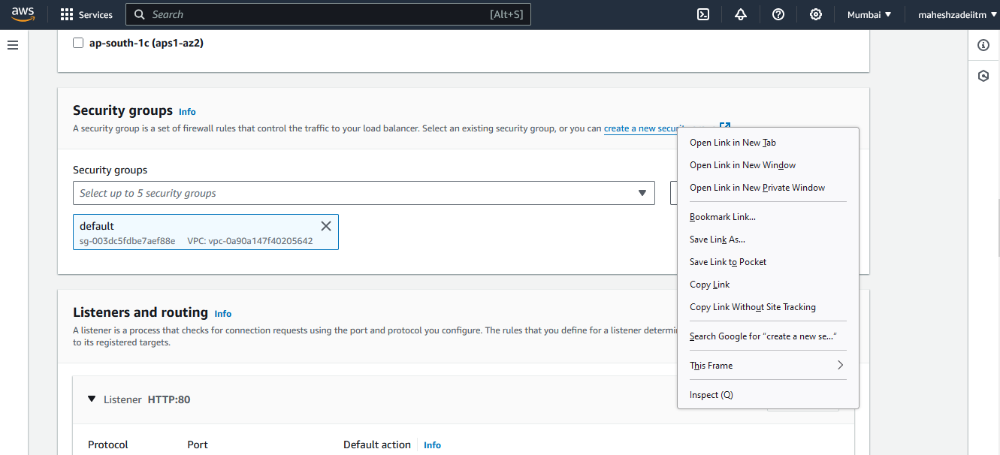 aws
Services
Search
[Alt+S]
Mumbai
maheshzadeiitm
ap-south-1c (aps1-az2)
Security groups Info
A security group is a set of firewall rules that control the traffic to your load balancer. Select an existing security group, or you can create a new
Security groups
Select up to 5 security groups
default
sg-003dc5fdbe7aef88e VPC: vpc-0a90a147f40205642
Listeners and routing Info
A listener is a process that checks for connection requests using the port and protocol you configure. The rules that you define for a listener
to its registered targets.
Listener HTTP:80
Protocol
Port
Default action
Info
Open Link in New Tab
Open Link in New Window
Open Link in New Private Window
Bookmark Link...
Save Link As...
Save Link to Pocket
Copy Link
Copy Link Without Site Tracking
Search Google for “create a new se...”
This Frame
Inspect (Q)